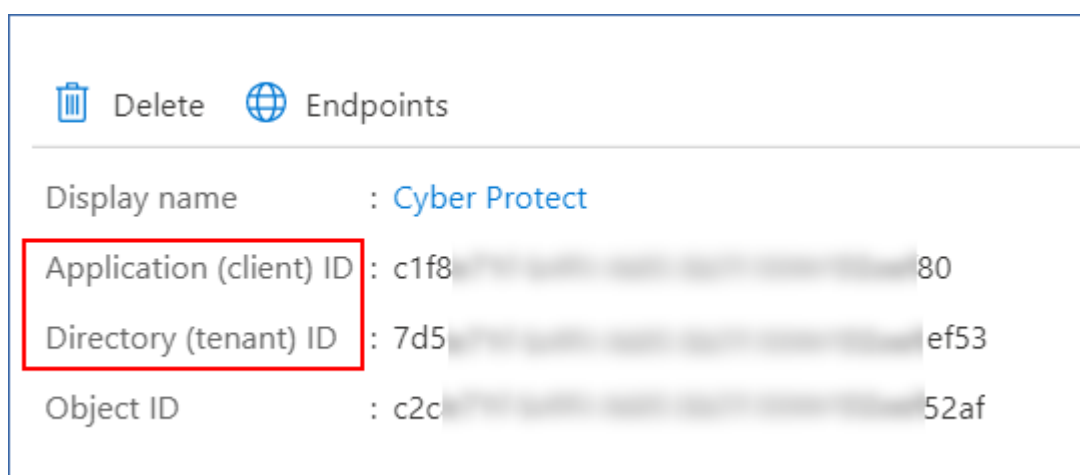 Delete Endpoints
Display name : Cyber Protect
Application (client) ID : c1f8 80
Directory (tenant) ID : 7d5 ef53
Object ID : c2c 52af